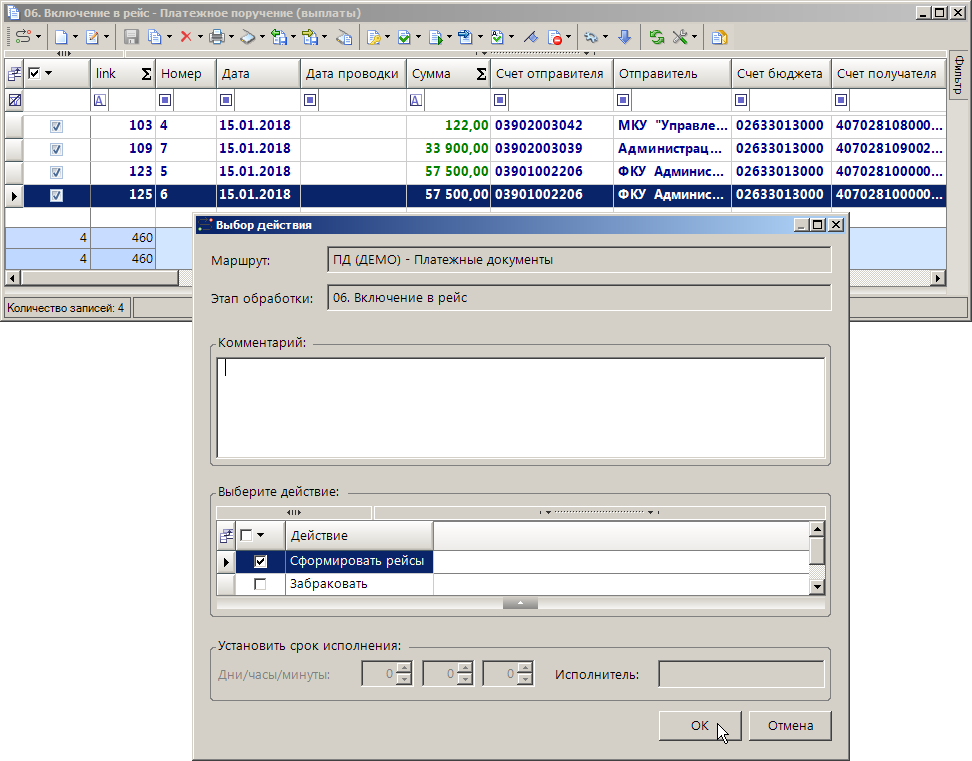 06. Включение в рейс - Платежное поручение (выплаты)
Фильтр
link Σ Номер Дата Дата проводки Сумма Σ Счет отправителя Отправитель Счет бюджета Счет получателя
A A
103 4 15.01.2018 122,00 03902003042 МКУ "Управле... 02633013000 407028108000...
109 7 15.01.2018 33 900,00 03902003039 Администрац... 02633013000 407028109002...
123 5 15.01.2018 57 500,00 03901002206 ФКУ Админис... 02633013000 407028100000...
125 6 15.01.2018 57 500,00 03901002206 ФКУ Админис... 02633013000 407028100000...
4 460
4 460
Количество записей: 4
Выбор действия
Маршрут: ПД (ДЕМО) - Платежные документы
Этап обработки: 06. Включение в рейс
Комментарий:
Выберите действие:
Действие
Сформировать рейсы
Забраковать
Установить срок исполнения:
Дни/часы/минуты: 0 0 0 Исполнитель:
ОК Отмена